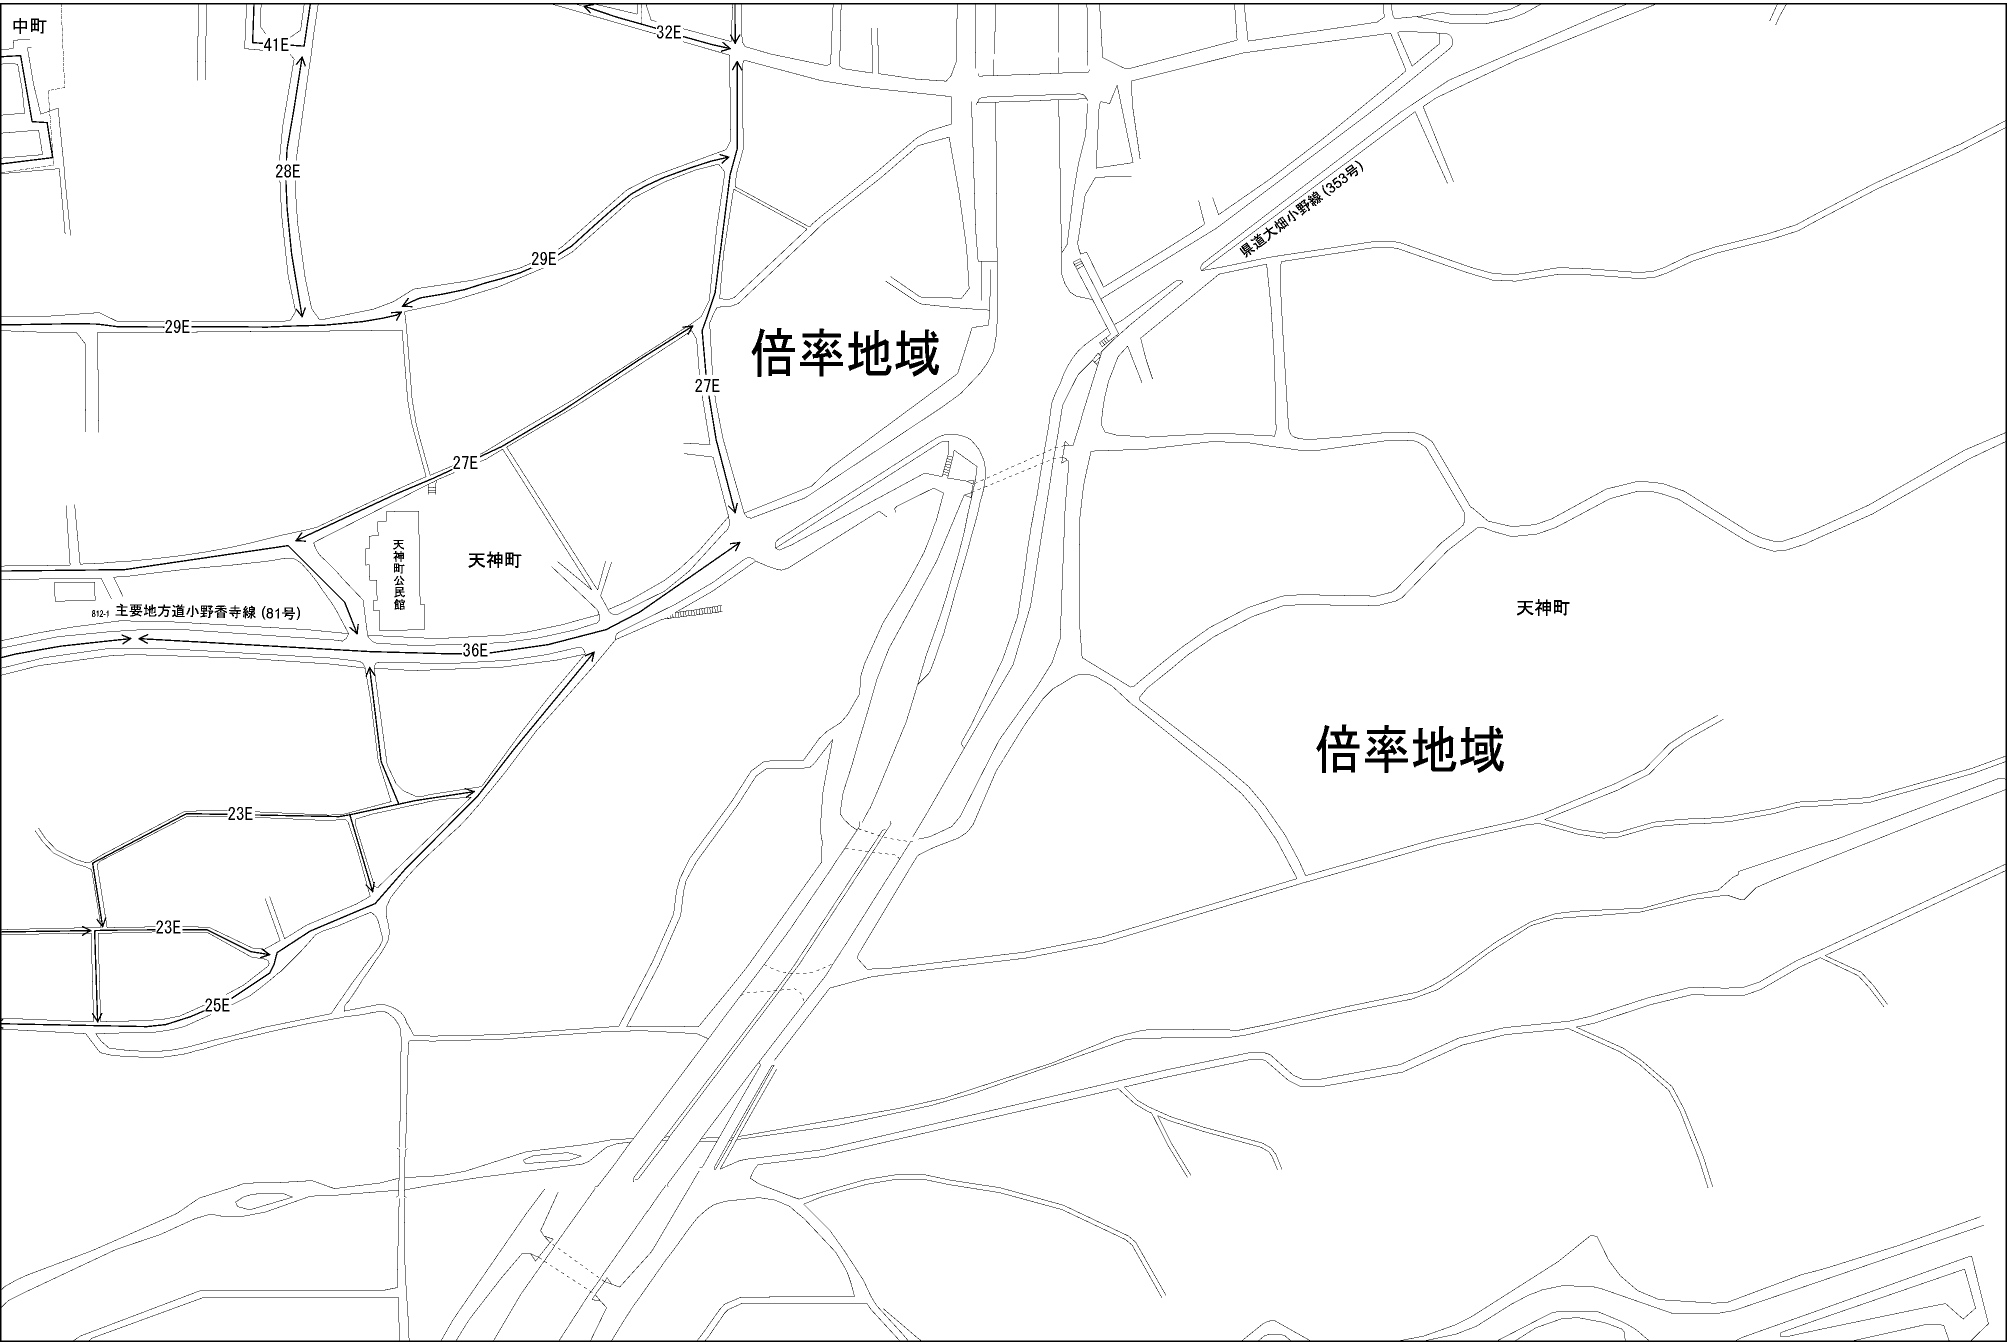 中町
41E
32E
28E
県道大畑小野線(353号)
29E
29E
倍率地域
27E
27E
天神町公民館
天神町
812-1 主要地方道小野香寺線(81号)
天神町
36E
倍率地域
23E
23E
25E